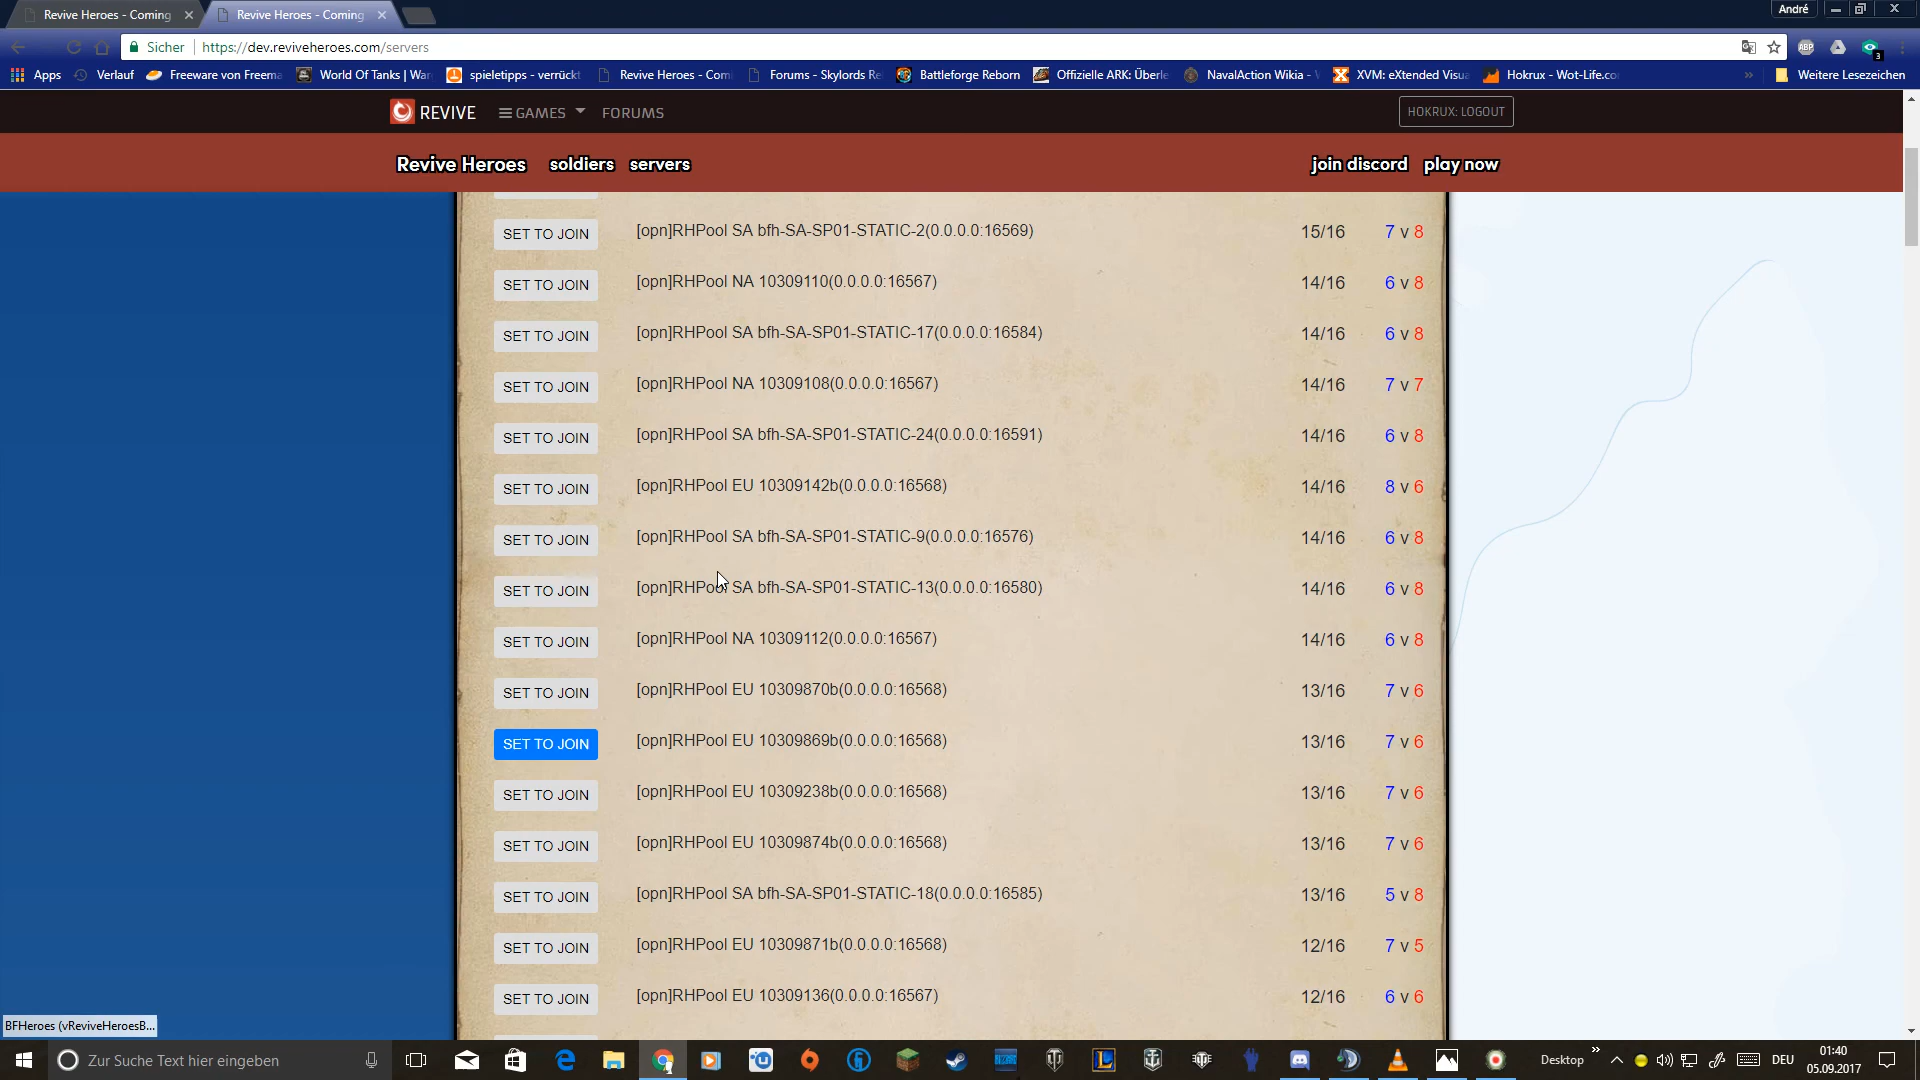 Revive Heroes - Coming
Revive Heroes - Coming
André
Sicher
https://dev.reviveheroes.com/servers
ABP
3
Apps
Verlauf
Freeware von Freema
World Of Tanks | War
spieletipps - verrückt
Revive Heroes - Com
Forums - Skylords Re
Battleforge Reborn
Offizielle ARK: Überle
NavalAction Wikia -
XVM: eXtended Visua
Hokrux - Wot-Life.co
»
Weitere Lesezeichen
REVIVE
GAMES
FORUMS
HOKRUX: LOGOUT
Revive Heroes
soldiers
servers
join discord
play now
SET TO JOIN [opn]RHPool SA bfh-SA-SP01-STATIC-2(0.0.0.0:16569) 15/16 7 v 8
SET TO JOIN [opn]RHPool NA 10309110(0.0.0.0:16567) 14/16 6 v 8
SET TO JOIN [opn]RHPool SA bfh-SA-SP01-STATIC-17(0.0.0.0:16584) 14/16 6 v 8
SET TO JOIN [opn]RHPool NA 10309108(0.0.0.0:16567) 14/16 7 v 7
SET TO JOIN [opn]RHPool SA bfh-SA-SP01-STATIC-24(0.0.0.0:16591) 14/16 6 v 8
SET TO JOIN [opn]RHPool EU 10309142b(0.0.0.0:16568) 14/16 8 v 6
SET TO JOIN [opn]RHPool SA bfh-SA-SP01-STATIC-9(0.0.0.0:16576) 14/16 6 v 8
SET TO JOIN [opn]RHPool SA bfh-SA-SP01-STATIC-13(0.0.0.0:16580) 14/16 6 v 8
SET TO JOIN [opn]RHPool NA 10309112(0.0.0.0:16567) 14/16 6 v 8
SET TO JOIN [opn]RHPool EU 10309870b(0.0.0.0:16568) 13/16 7 v 6
SET TO JOIN [opn]RHPool EU 10309869b(0.0.0.0:16568) 13/16 7 v 6
SET TO JOIN [opn]RHPool EU 10309238b(0.0.0.0:16568) 13/16 7 v 6
SET TO JOIN [opn]RHPool EU 10309874b(0.0.0.0:16568) 13/16 7 v 6
SET TO JOIN [opn]RHPool SA bfh-SA-SP01-STATIC-18(0.0.0.0:16585) 13/16 5 v 8
SET TO JOIN [opn]RHPool EU 10309871b(0.0.0.0:16568) 12/16 7 v 5
SET TO JOIN [opn]RHPool EU 10309136(0.0.0.0:16567) 12/16 6 v 6
BFHeroes (vReviveHeroesB...
Zur Suche Text hier eingeben
Desktop
»
DEU
01:40
05.09.2017